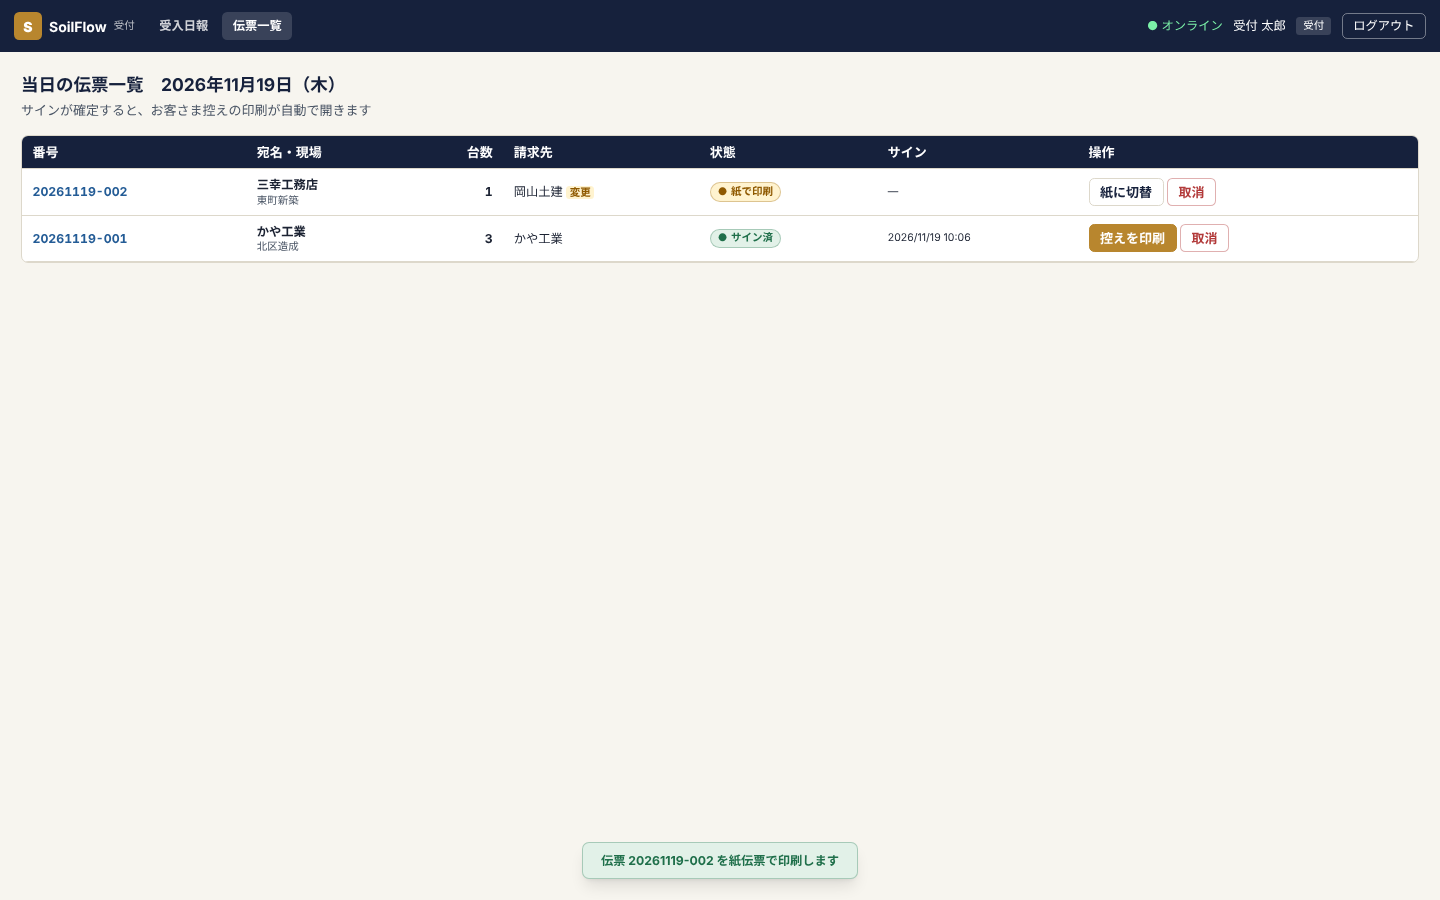 S SoilFlow 受付 受入日報 伝票一覧 オンライン 受付 太郎 受付 ログアウト
当日の伝票一覧 2026年11月19日（木）
サインが確定すると、お客さま控えの印刷が自動で開きます
番号 宛名・現場 台数 請求先 状態 サイン 操作
20261119-002 三幸工務店 1 岡山土建 変更 紙で印刷 — 紙に切替 取消
東町新築
20261119-001 かや工業 3 かや工業 サイン済 2026/11/19 10:06 控えを印刷 取消
北区造成
伝票 20261119-002 を紙伝票で印刷します